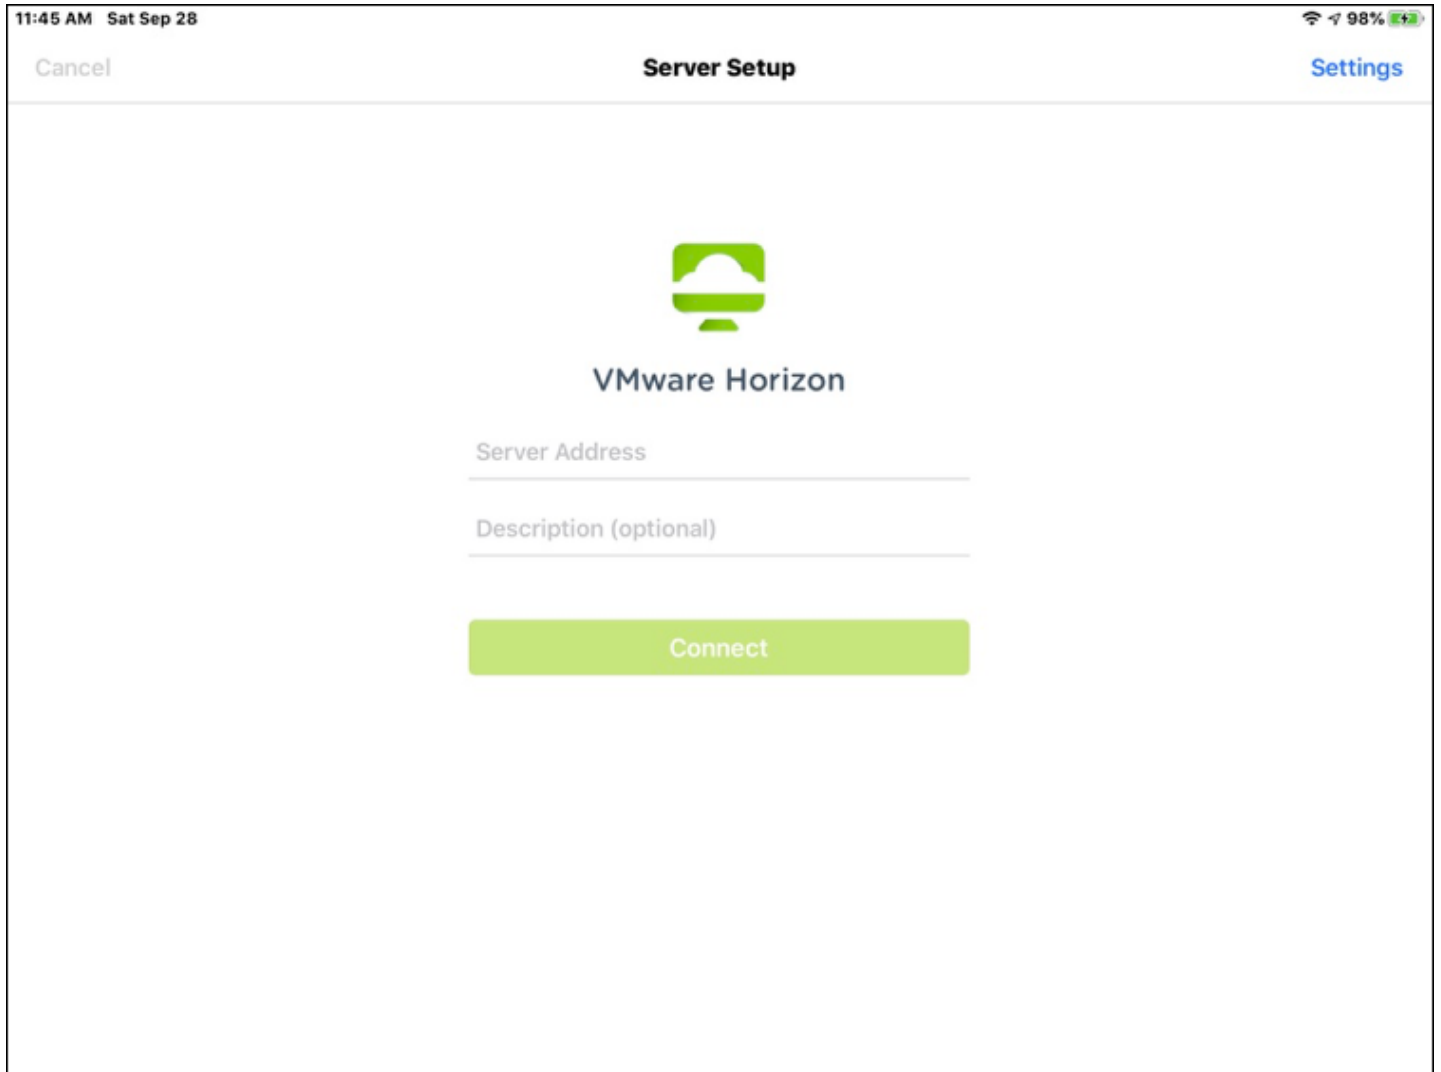 11:45 AM Sat Sep 28 98%
Cancel Server Setup Settings
VMware Horizon
Server Address
Description (optional)
Connect